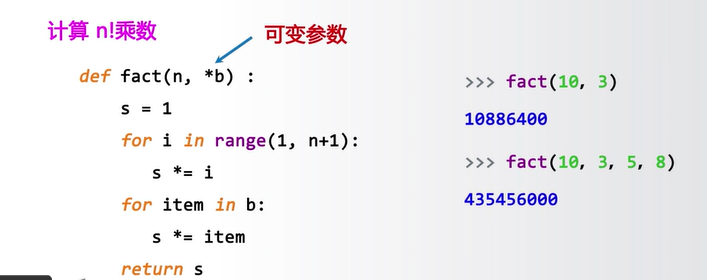 计算 n!乘数
可变参数
def fact(n, *b) :
s = 1
for i in range(1, n+1):
s *= i
for item in b:
s *= item
return s
>>> fact(10, 3)
10886400
>>> fact(10, 3, 5, 8)
435456000